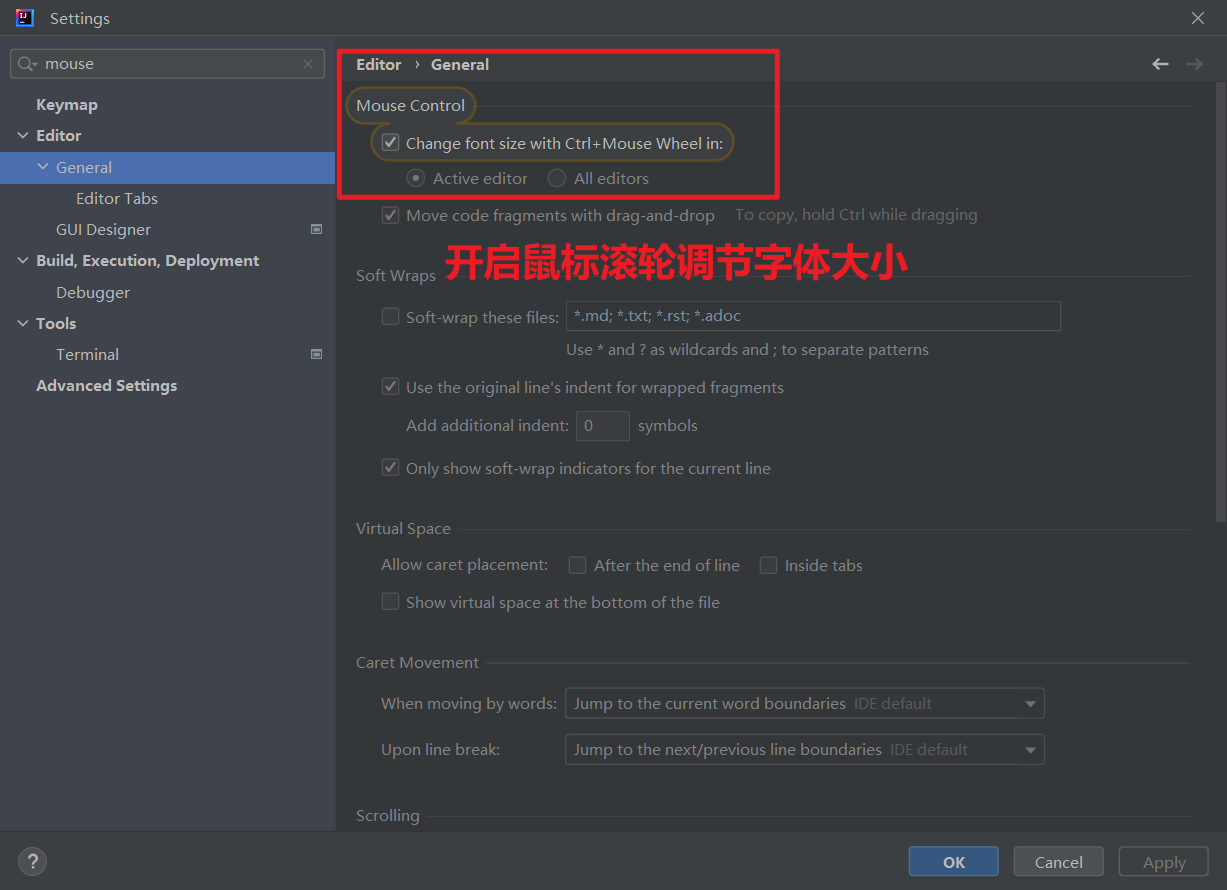 Settings
mouse
Keymap
Editor
General
Editor Tabs
GUI Designer
Build, Execution, Deployment
Debugger
Tools
Terminal
Advanced Settings
Editor › General
Mouse Control
Change font size with Ctrl+Mouse Wheel in:
Active editor All editors
Move code fragments with drag-and-drop To copy, hold Ctrl while dragging
开启鼠标滚轮调节字体大小
Soft Wraps
Soft-wrap these files: *.md; *.txt; *.rst; *.adoc
Use * and ? as wildcards and ; to separate patterns
Use the original line's indent for wrapped fragments
Add additional indent: 0 symbols
Only show soft-wrap indicators for the current line
Virtual Space
Allow caret placement: After the end of line Inside tabs
Show virtual space at the bottom of the file
Caret Movement
When moving by words: Jump to the current word boundaries IDE default
Upon line break: Jump to the next/previous line boundaries IDE default
Scrolling
? OK Cancel Apply